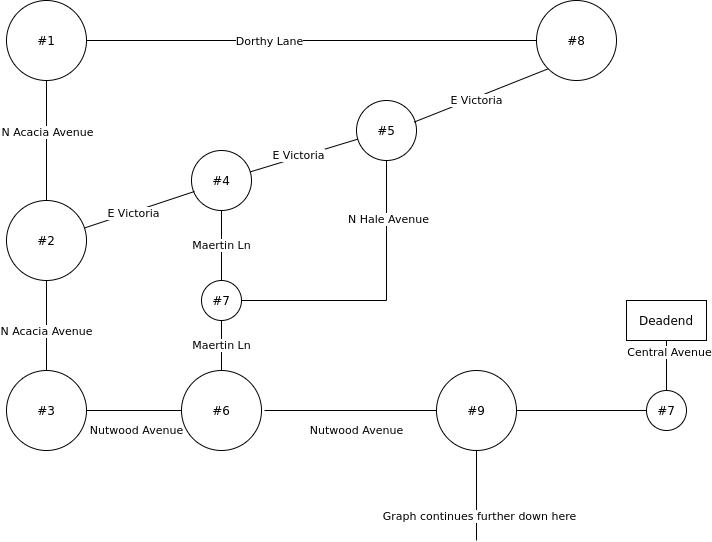 #1
Dorthy Lane
#8
E Victoria
#5
N Acacia Avenue
E Victoria
#4
E Victoria
N Hale Avenue
#2
Maertin Ln
#7
Deadend
N Acacia Avenue
Maertin Ln
Central Avenue
#3
#6
#9
#7
Nutwood Avenue
Nutwood Avenue
Graph continues further down here